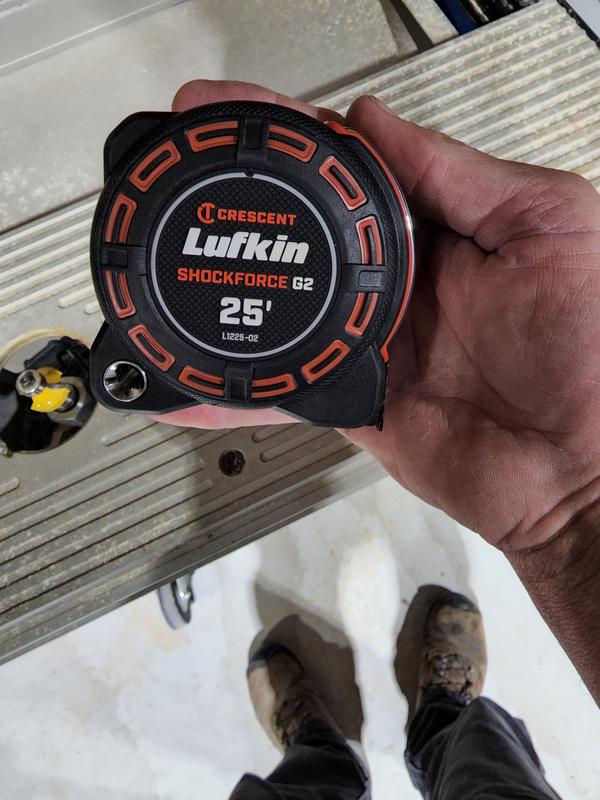 CRESCENT
Lufkin
SHOCKFORCE G2
25'
L1225-02